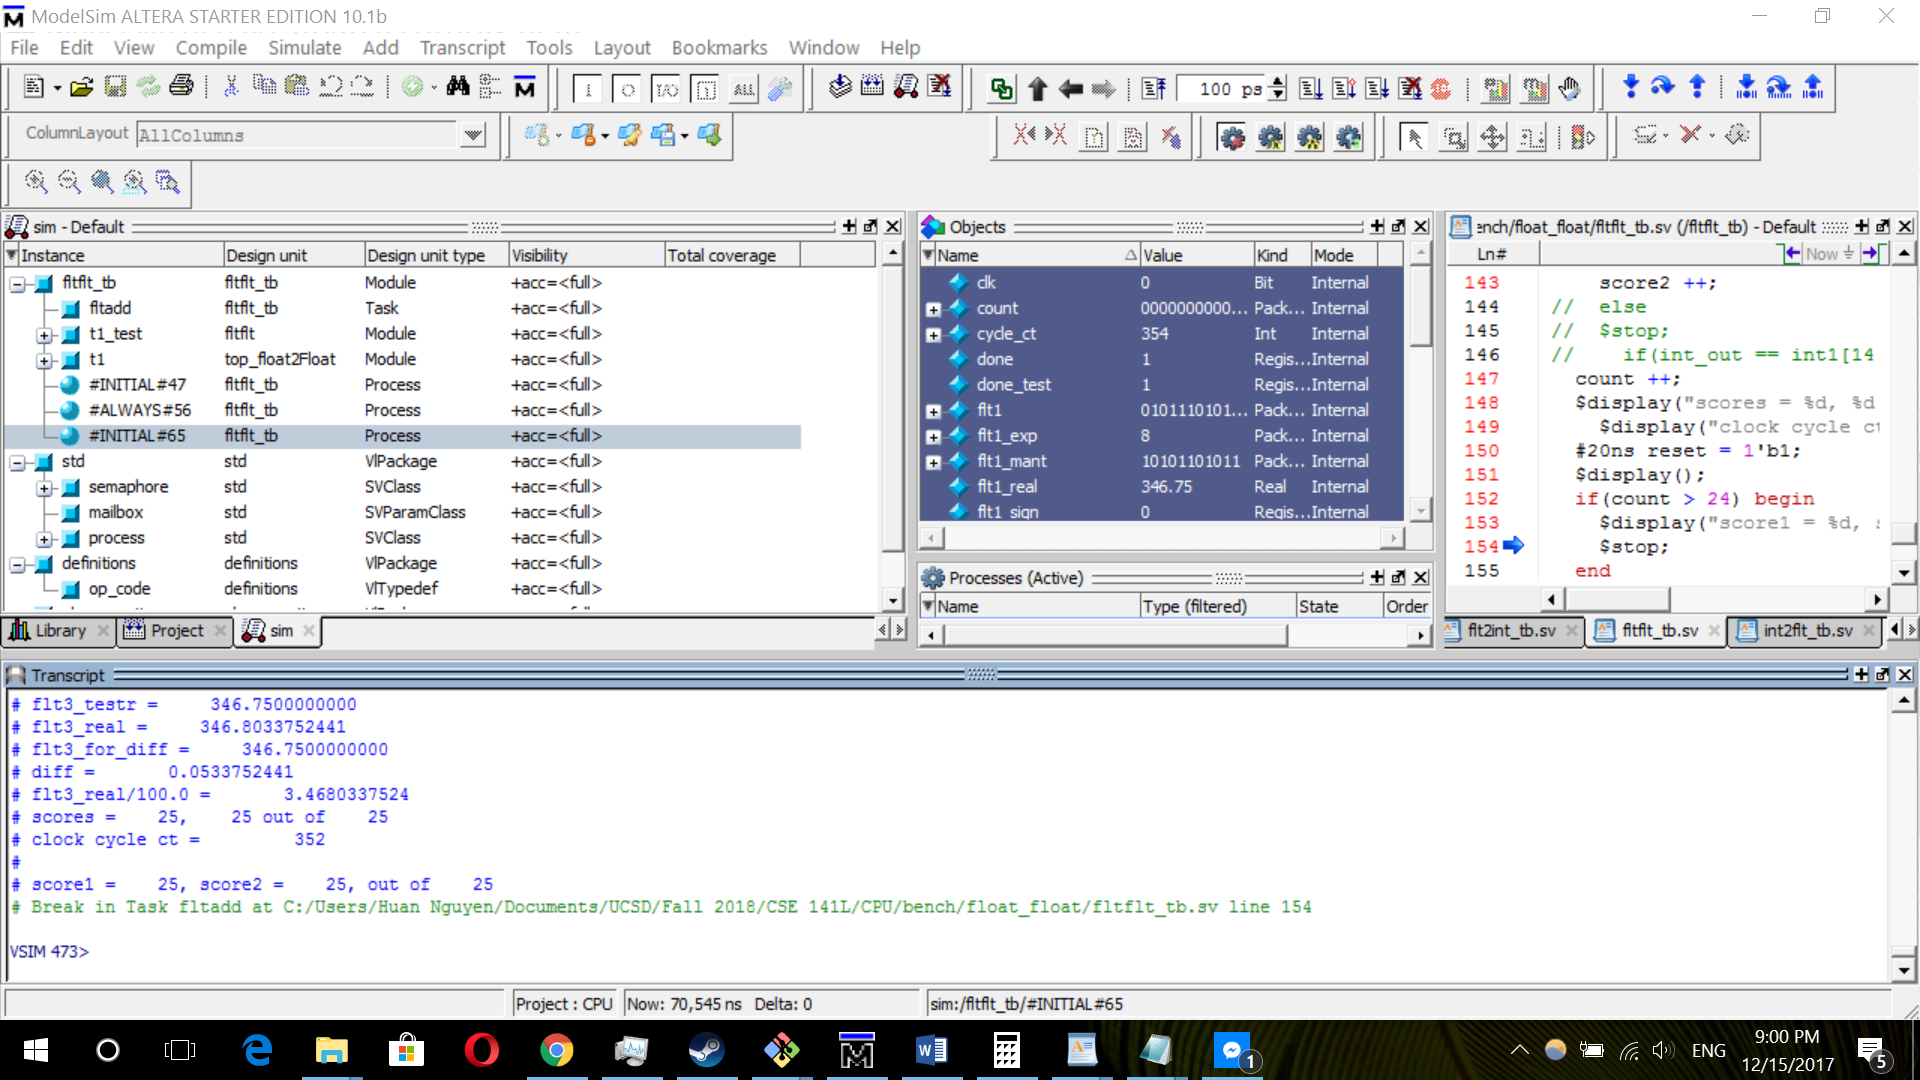 ModelSim ALTERA STARTER EDITION 10.1b
File Edit View Compile Simulate Add Transcript Tools Layout Bookmarks Window Help
100 ps
ColumnLayout AllColumns
sim - Default
Instance Design unit Design unit type Visibility Total coverage
fltflt_tb fltflt_tb Module +acc=<full>
fltadd fltflt_tb Task +acc=<full>
t1_test fltflt Module +acc=<full>
t1 top_float2Float Module +acc=<full>
#INITIAL#47 fltflt_tb Process +acc=<full>
#ALWAYS#56 fltflt_tb Process +acc=<full>
#INITIAL#65 fltflt_tb Process +acc=<full>
std std VlPackage +acc=<full>
semaphore std SVClass +acc=<full>
mailbox std SVParamClass +acc=<full>
process std SVClass +acc=<full>
definitions definitions VlPackage +acc=<full>
op_code definitions VlTypedef +acc=<full>
Library Project sim
Objects
Name Value Kind Mode
clk 0 Bit Internal
count 0000000000... Pack... Internal
cycle_ct 354 Int Internal
done 1 Regis... Internal
done_test 1 Regis... Internal
flt1 0101110101... Pack... Internal
flt1_exp 8 Pack... Internal
flt1_mant 10101101011 Pack... Internal
flt1_real 346.75 Real Internal
flt1_sign 0 Regis... Internal
Processes (Active)
Name Type (filtered) State Order
ench/float_float/fltflt_tb.sv (/fltflt_tb) - Default
Ln# Now
143 score2 ++;
144 // else
145 // $stop;
146 // if(int_out == int1[14
147 count ++;
148 $display("scores = %d, %d
149 $display("clock cycle ct
150 #20ns reset = 1'b1;
151 $display();
152 if(count > 24) begin
153 $display("score1 = %d, s
154 $stop;
155 end
flt2int_tb.sv fltflt_tb.sv int2flt_tb.sv
Transcript
# flt3_testr = 346.7500000000
# flt3_real = 346.8033752441
# flt3_for_diff = 346.7500000000
# diff = 0.0533752441
# flt3_real/100.0 = 3.4680337524
# scores = 25, 25 out of 25
# clock cycle ct = 352
#
# score1 = 25, score2 = 25, out of 25
# Break in Task fltadd at C:/Users/Huan Nguyen/Documents/UCSD/Fall 2018/CSE 141L/CPU/bench/float_float/fltflt_tb.sv line 154
VSIM 473>
Project : CPU Now: 70,545 ns Delta: 0 sim:/fltflt_tb/#INITIAL#65
1
ENG
9:00 PM
12/15/2017
5